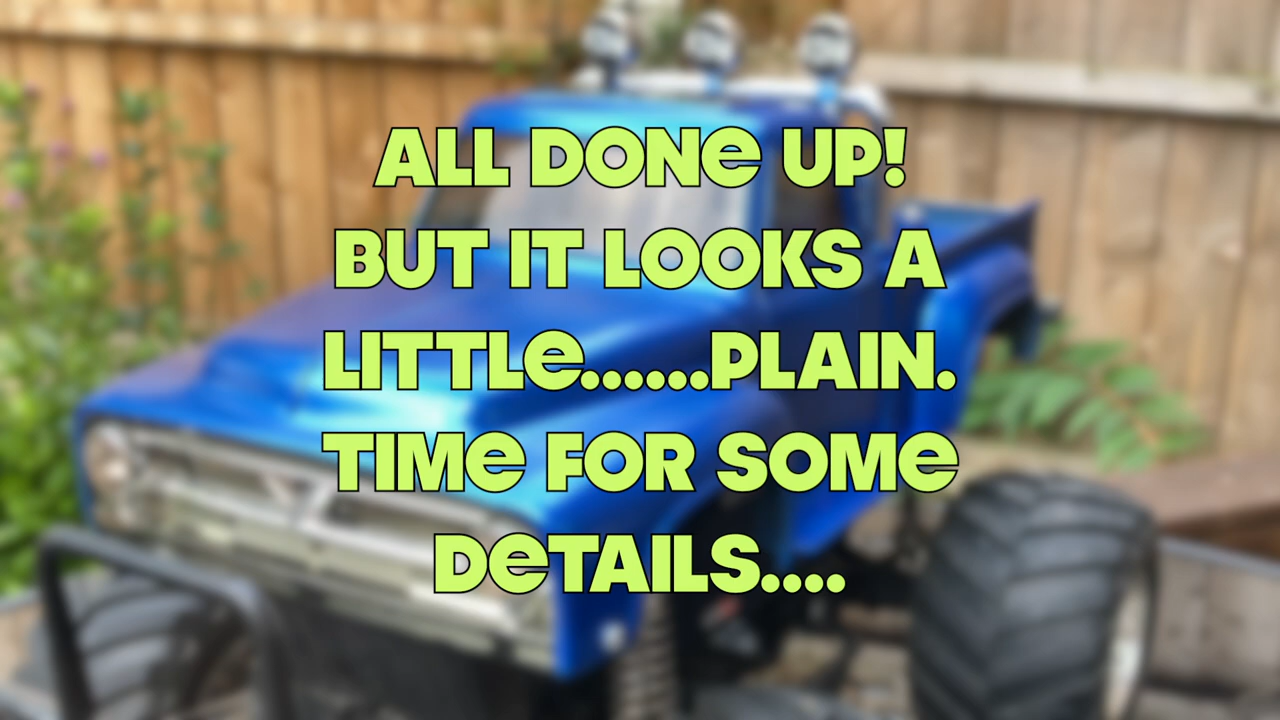 ALL DONe UP!
BUT IT LOOKS A
LITTLe......PLAIN.
TIMe FOR SOMe
DeTAILS....